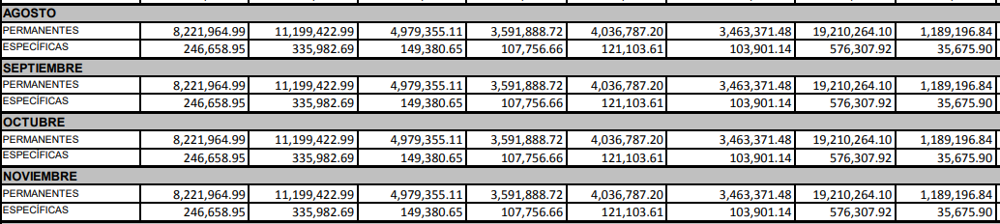 AGOSTO
PERMANENTES 8,221,964.99 11,199,422.99 4,979,355.11 3,591,888.72 4,036,787.20 3,463,371.48 19,210,264.10 1,189,196.84
ESPECÍFICAS 246,658.95 335,982.69 149,380.65 107,756.66 121,103.61 103,901.14 576,307.92 35,675.90
SEPTIEMBRE
PERMANENTES 8,221,964.99 11,199,422.99 4,979,355.11 3,591,888.72 4,036,787.20 3,463,371.48 19,210,264.10 1,189,196.84
ESPECÍFICAS 246,658.95 335,982.69 149,380.65 107,756.66 121,103.61 103,901.14 576,307.92 35,675.90
OCTUBRE
PERMANENTES 8,221,964.99 11,199,422.99 4,979,355.11 3,591,888.72 4,036,787.20 3,463,371.48 19,210,264.10 1,189,196.84
ESPECÍFICAS 246,658.95 335,982.69 149,380.65 107,756.66 121,103.61 103,901.14 576,307.92 35,675.90
NOVIEMBRE
PERMANENTES 8,221,964.99 11,199,422.99 4,979,355.11 3,591,888.72 4,036,787.20 3,463,371.48 19,210,264.10 1,189,196.84
ESPECÍFICAS 246,658.95 335,982.69 149,380.65 107,756.66 121,103.61 103,901.14 576,307.92 35,675.90